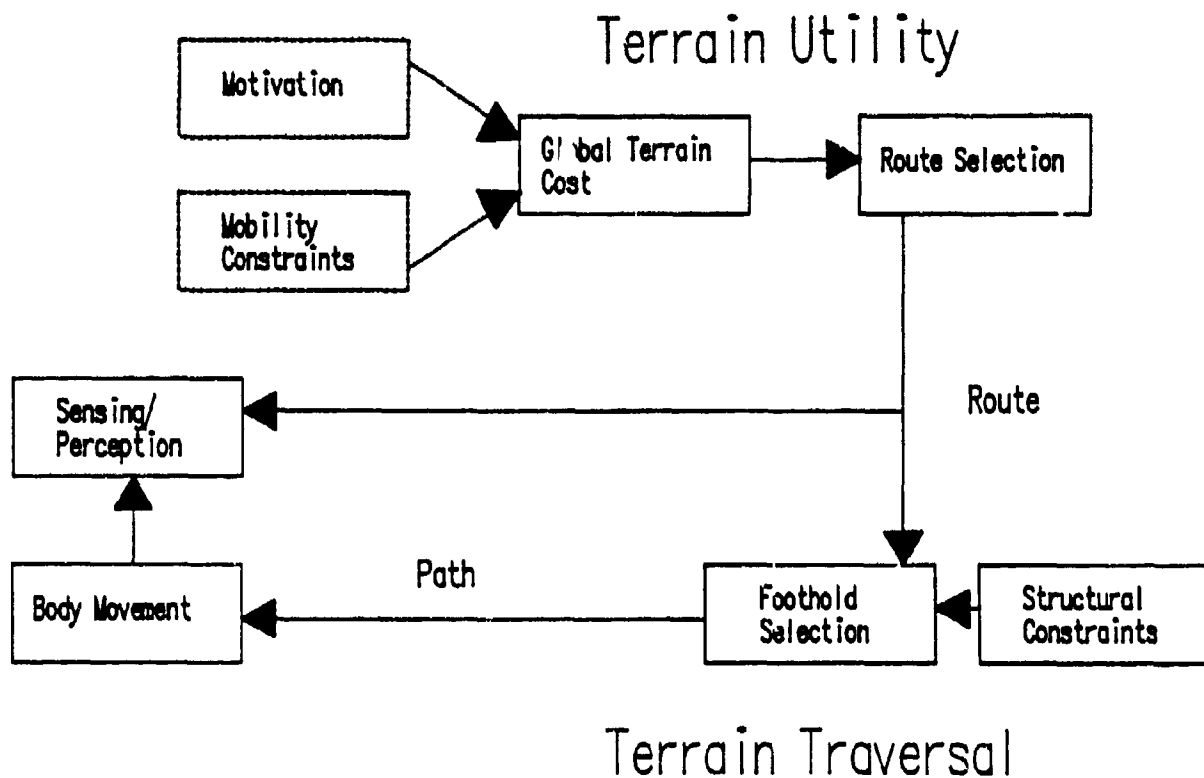 Terrain Utility
Motivation
Global Terrain
Cost
Route Selection
Mobility
Constraints
Sensing/
Perception
Route
Path
Body Movement
Foothold
Selection
Structural
Constraints
Terrain Traversal